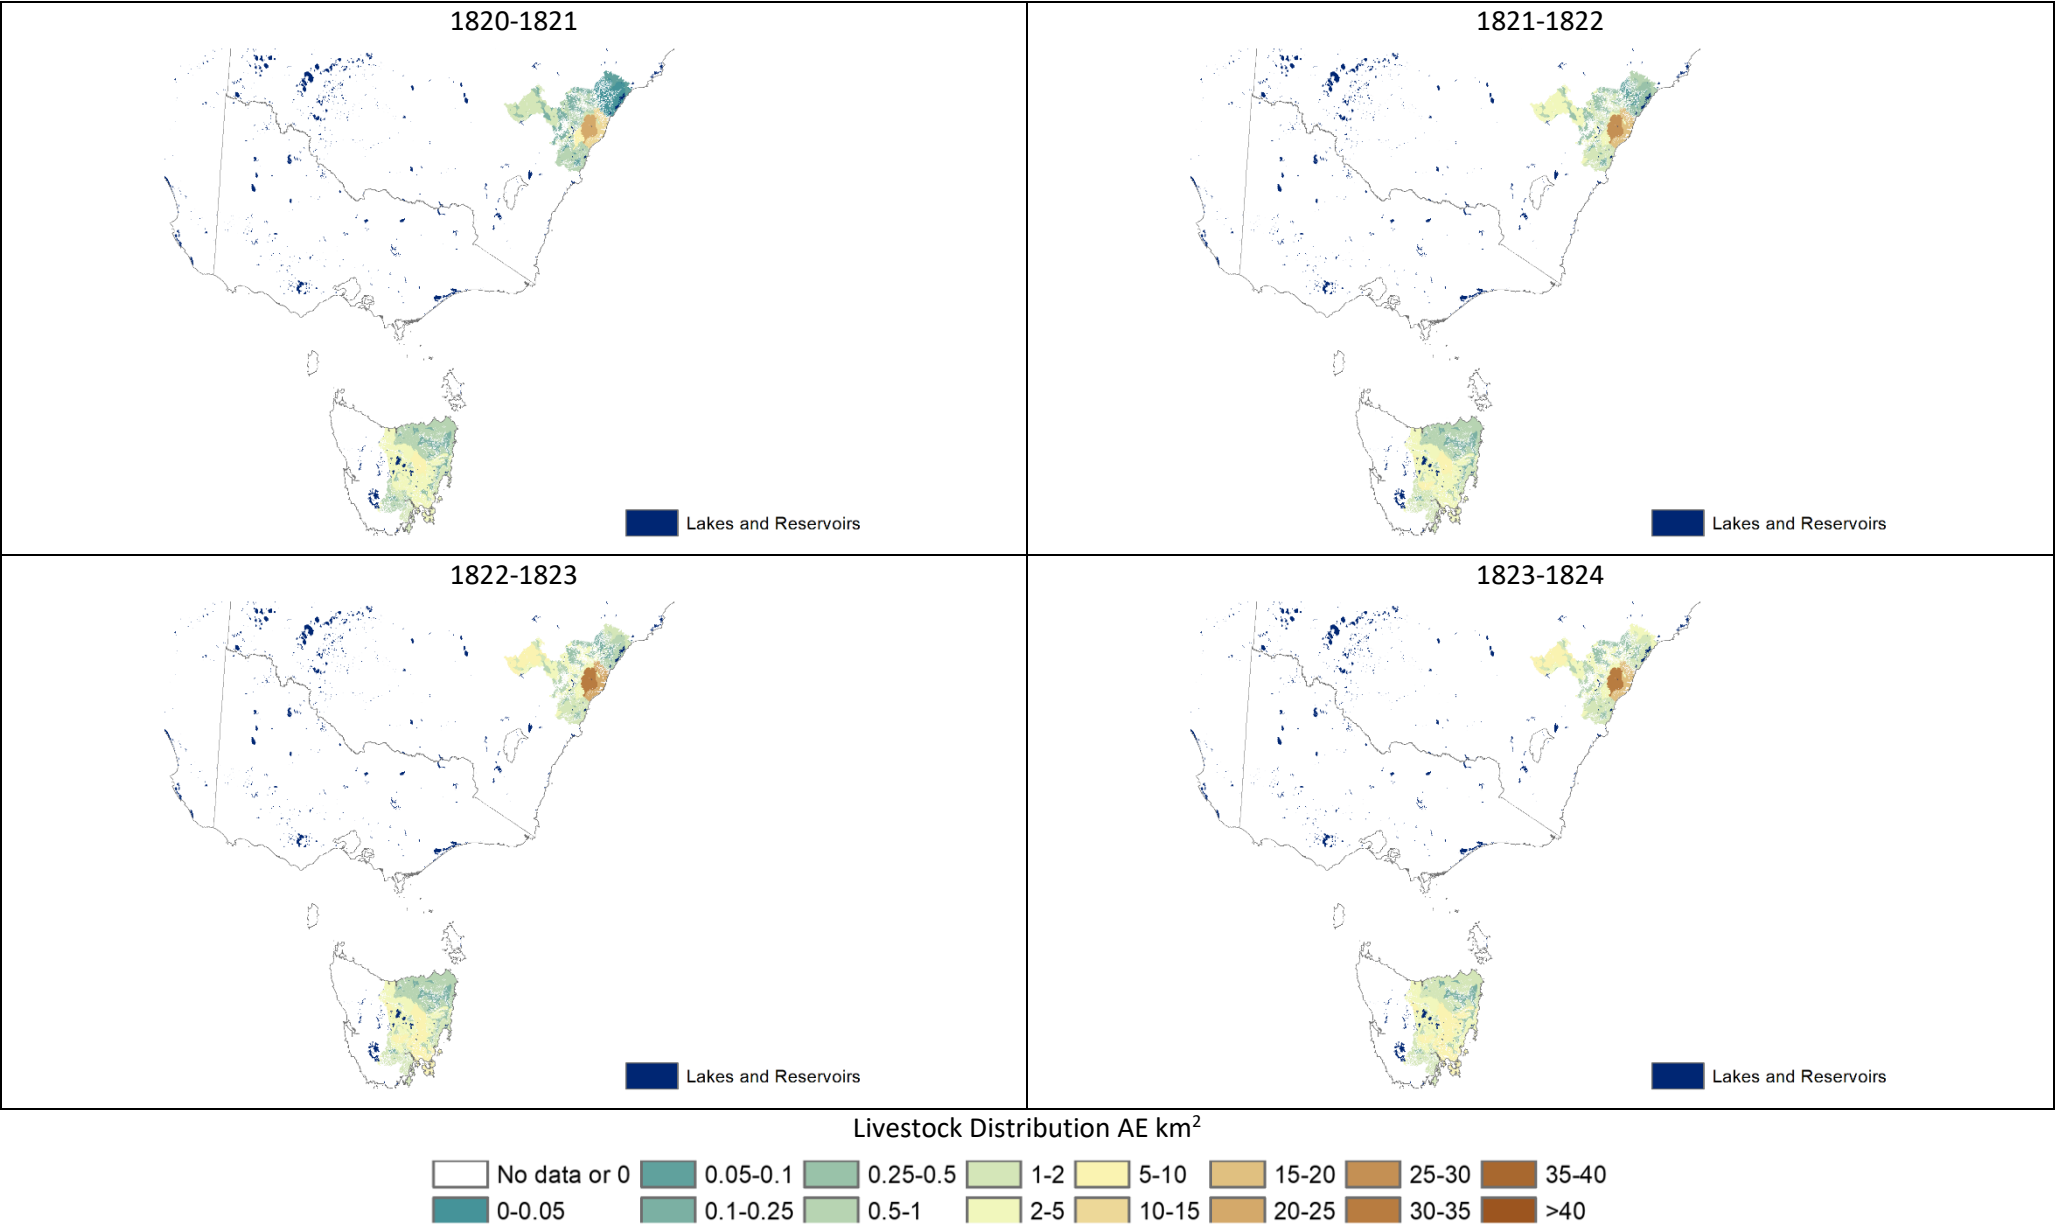 1820-1821
1821-1822
Lakes and Reservoirs
Lakes and Reservoirs
1822-1823
1823-1824
Lakes and Reservoirs
Lakes and Reservoirs
Livestock Distribution AE km²
No data or 0 0.05-0.1 0.25-0.5 1-2 5-10 15-20 25-30 35-40
0-0.05 0.1-0.25 0.5-1 2-5 10-15 20-25 30-35 >40